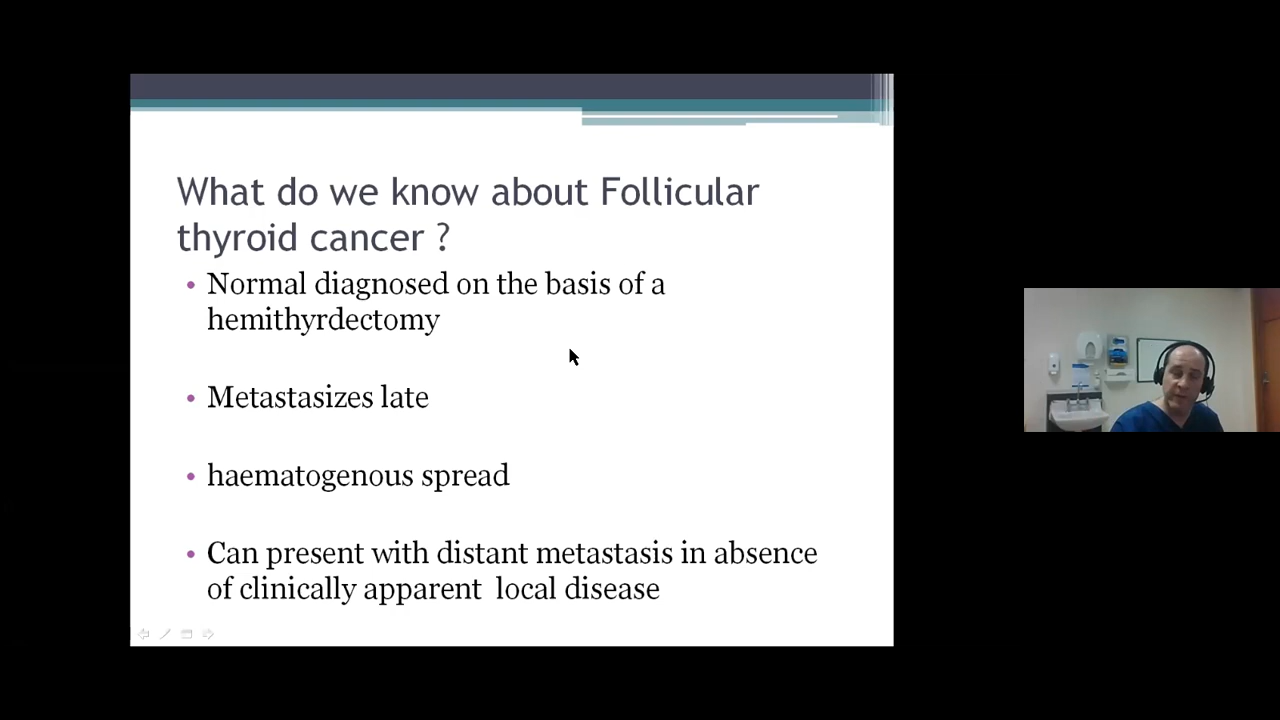 What do we know about Follicular
thyroid cancer ?
• Normal diagnosed on the basis of a
hemithyrdectomy
• Metastasizes late
• haematogenous spread
• Can present with distant metastasis in absence
of clinically apparent local disease